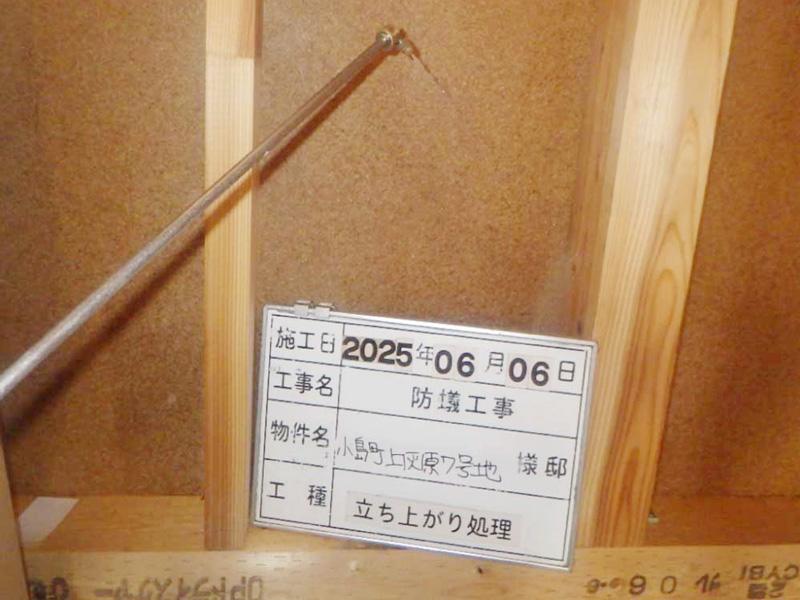 施工日 2025年06月06日
工事名 防蟻工事
物件名 小島町上灰原7号地 様邸
工種 立ち上がり処理